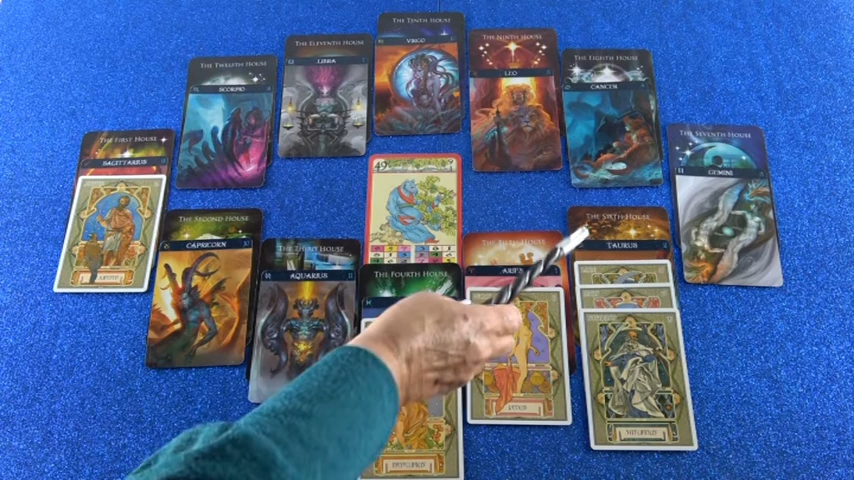 THE TENTH HOUSE
VIRGO
THE ELEVENTH HOUSE
LIBRA
THE NINTH HOUSE
LEO
THE TWELFTH HOUSE
SCORPIO
THE EIGHTH HOUSE
CANCER
THE FIRST HOUSE
SAGITTARIUS
JUPITER
THE SEVENTH HOUSE
GEMINI
49
THE SECOND HOUSE
CAPRICORN
THE THIRD HOUSE
AQUARIUS
THE FOURTH HOUSE
THE FIFTH HOUSE
ARIES
VENUS
THE SIXTH HOUSE
TAURUS